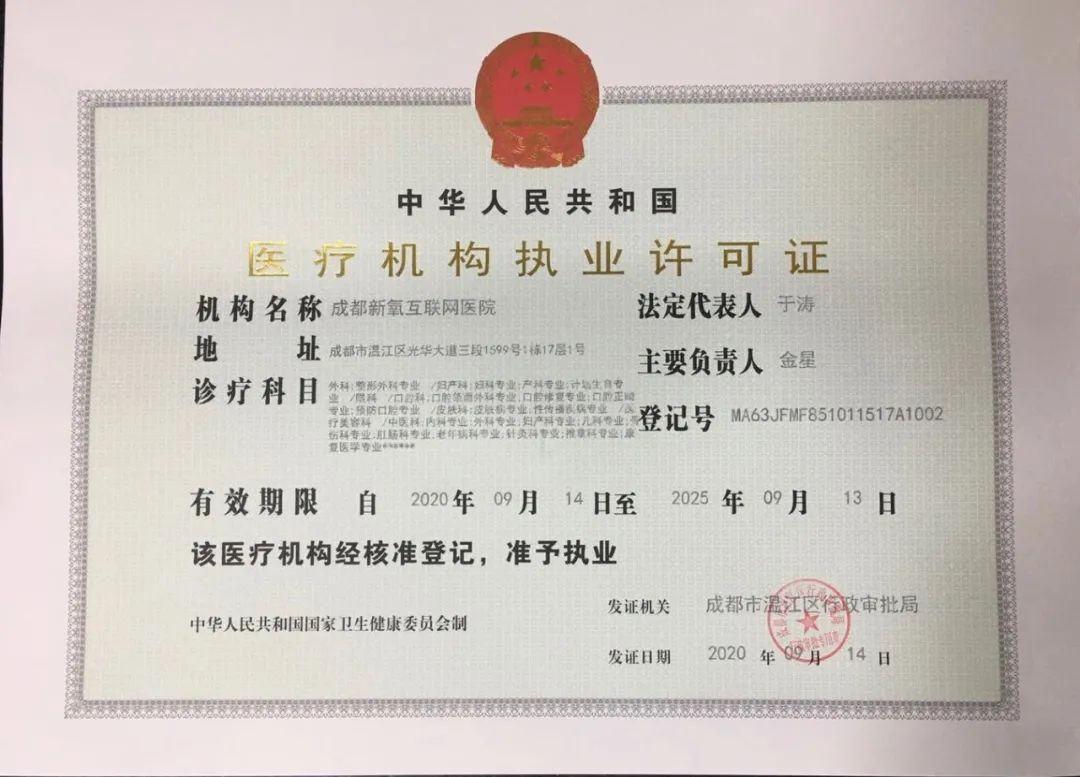 中华人民共和国
医疗机构执业许可证
机构名称 成都新氧互联网医院
法定代表人 于涛
地址 成都市温江区光华大道三段1599号1栋17层1号
主要负责人 金星
诊疗科目 外科;整形外科专业 /妇产科;妇科专业;产科专业;计划生育专
业 /眼科 /口腔科;口腔颌面外科专业;口腔修复专业;口腔正畸
专业;预防口腔专业 /皮肤科;皮肤病专业;性传播疾病专业 /医
疗美容科 /中医科;内科专业;外科专业;妇产科专业;儿科专业;骨
伤科专业;肛肠科专业;老年病科专业;针灸科专业;推拿科专业;康
复医学专业******
登记号 MA63JFMF851011517A1002
有效期限 自 2020 年 09 月 14 日至 2025 年 09 月 13 日
该医疗机构经核准登记，准予执业
发证机关 成都市温江区行政审批局
中华人民共和国国家卫生健康委员会制
发证日期 2020 年 09 月 14 日